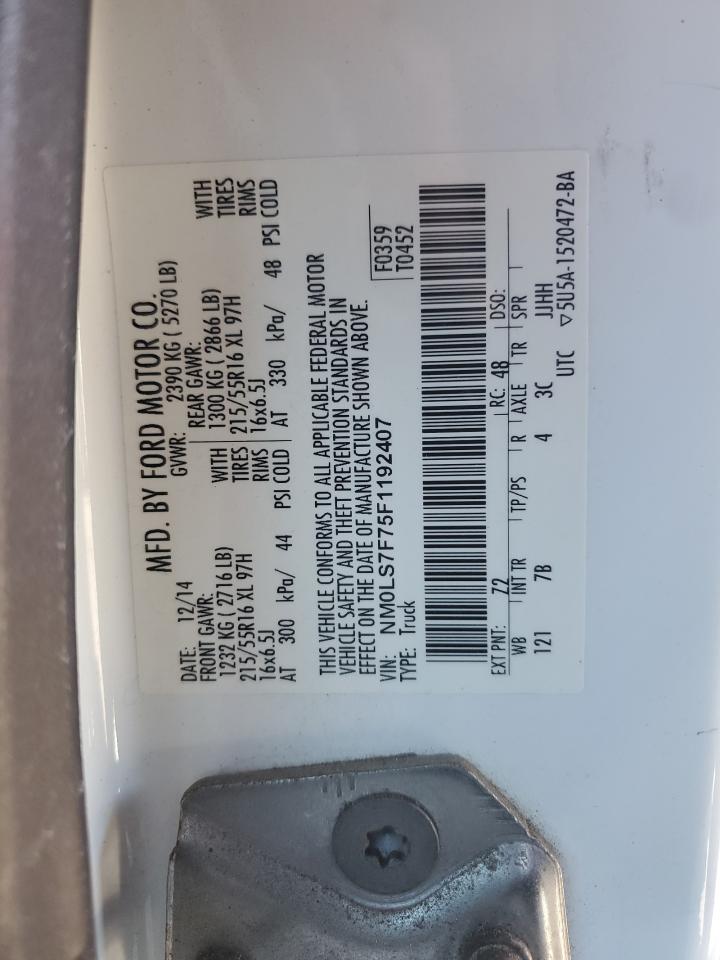 MFD. BY FORD MOTOR CO.
DATE: 12/14 GVWR: 2390 KG ( 5270 LB)
FRONT GAWR: REAR GAWR: WITH
1232 KG ( 2716 LB) WITH 1300 KG ( 2866 LB) TIRES
215/55R16 XL 97H TIRES 215/55R16 XL 97H RIMS
16x6.5J RIMS 16x6.5J
AT 300 kPa/ 44 PSI COLD AT 330 kPa/ 48 PSI COLD
THIS VEHICLE CONFORMS TO ALL APPLICABLE FEDERAL MOTOR
VEHICLE SAFETY AND THEFT PREVENTION STANDARDS IN
EFFECT ON THE DATE OF MANUFACTURE SHOWN ABOVE.
VIN: NM0LS7F75F1192407 F0359
TYPE: Truck T0452
EXT PNT: Z2 RC: 48 DSO:
WB INT TR TP/PS R AXLE TR SPR
121 7B 4 3C JJHH
UTC ▽5U5A-1520472-BA